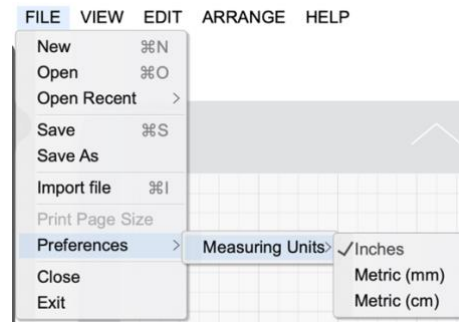 FILE VIEW EDIT ARRANGE HELP
New ⌘N
Open ⌘O
Open Recent >
Save ⌘S
Save As
Import file ⌘I
Print Page Size
Preferences > Measuring Units> ✓Inches
Close Metric (mm)
Exit Metric (cm)